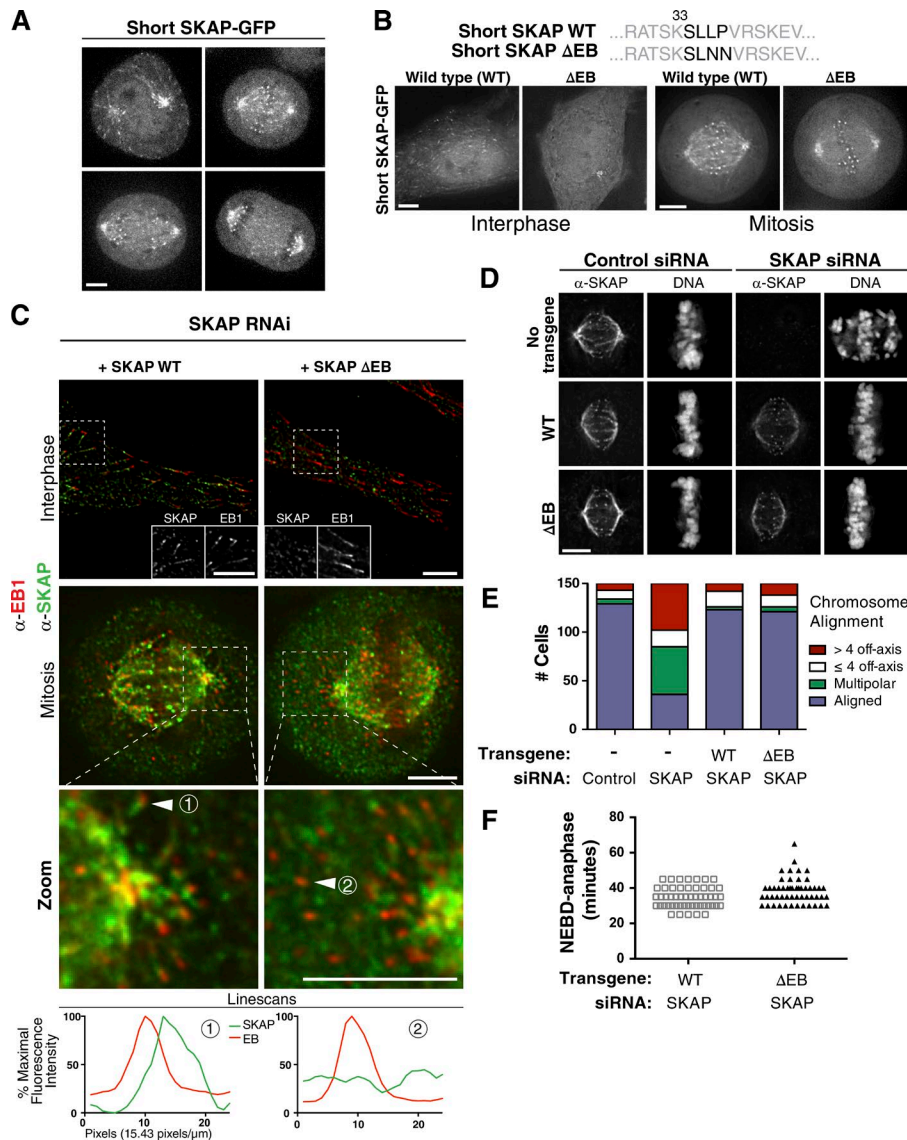 A
Short SKAP-GFP
B
33
Short SKAP WT ...RATSKSLLPVRSKEV...
Short SKAP ΔEB ...RATSKSLNNVRSKEV...
Wild type (WT) ΔEB Wild type (WT) ΔEB
Short SKAP-GFP
Interphase Mitosis
C
SKAP RNAi
+ SKAP WT + SKAP ΔEB
Interphase
SKAP EB1 SKAP EB1
α-EB1
α-SKAP
Mitosis
Zoom
1
2
Linescans
% Maximal
Fluorescence
Intensity
100
50
0
1
SKAP
EB
0 10 20
Pixels (15.43 pixels/μm)
100
50
0
2
0 10 20
D
Control siRNA SKAP siRNA
α-SKAP DNA α-SKAP DNA
No
transgene
WT
ΔEB
E
# Cells
150
100
50
0
Chromosome
Alignment
> 4 off-axis
≤ 4 off-axis
Multipolar
Aligned
Transgene: - - WT ΔEB
siRNA: Control SKAP SKAP SKAP
F
NEBD-anaphase
(minutes)
80
60
40
20
0
Transgene: WT ΔEB
siRNA: SKAP SKAP